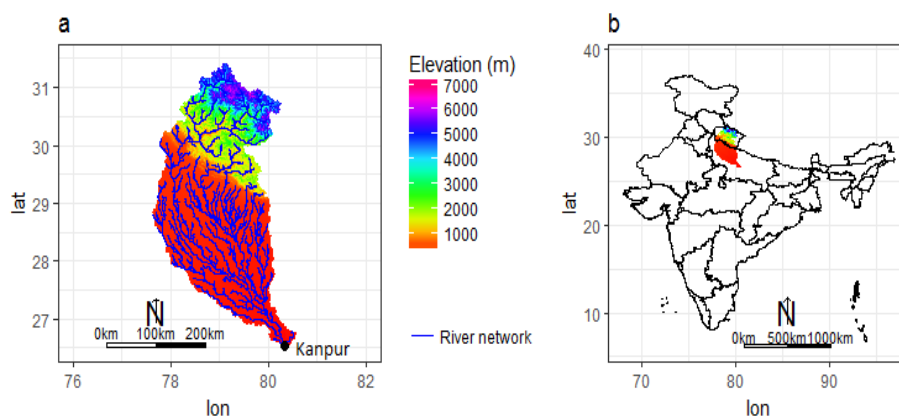 a
lat
31
30
29
28
27
N
0km 100km 200km
Kanpur
76 78 80 82
lon
Elevation (m)
7000
6000
5000
4000
3000
2000
1000
River network
b
lat
40
30
20
10
N
0km 500km 1000km
70 80 90
lon